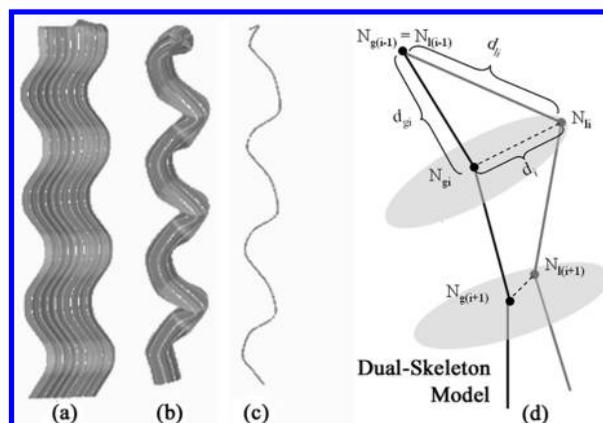 N_g(i-1) = N_l(i-1)
d_li
d_gi
N_li
N_gi
d_i
N_l(i+1)
N_g(i+1)
Dual-Skeleton
Model
(a) (b) (c) (d)